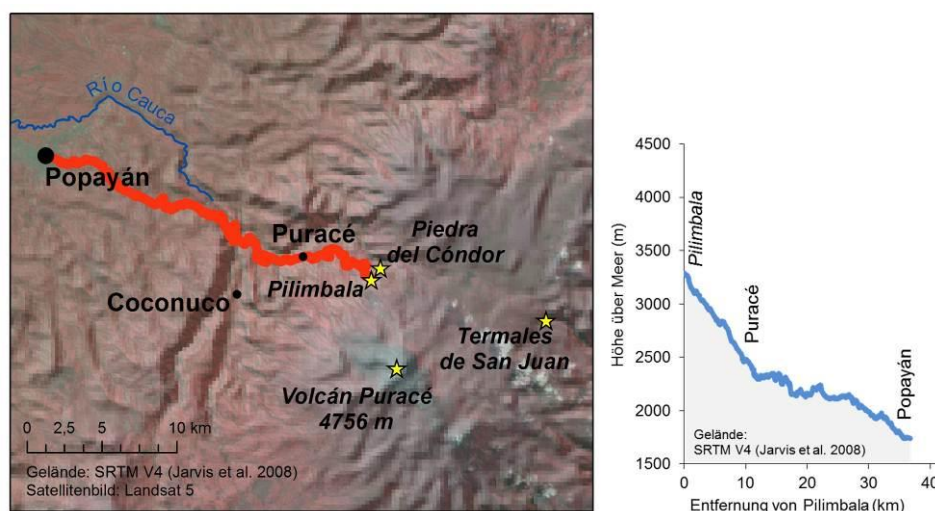 Río Cauca
Popayán
Puracé
Piedra
del Cóndor
Pilimbala
Coconuco
Termales
de San Juan
Volcán Puracé
4756 m
0 2,5 5 10 km
Gelände: SRTM V4 (Jarvis et al. 2008)
Satellitenbild: Landsat 5
Höhe über Meer (m)
4500
4000
3500
3000
2500
2000
1500
Pilimbala
Puracé
Popayán
Gelände:
SRTM V4 (Jarvis et al. 2008)
0 10 20 30 40
Entfernung von Pilimbala (km)